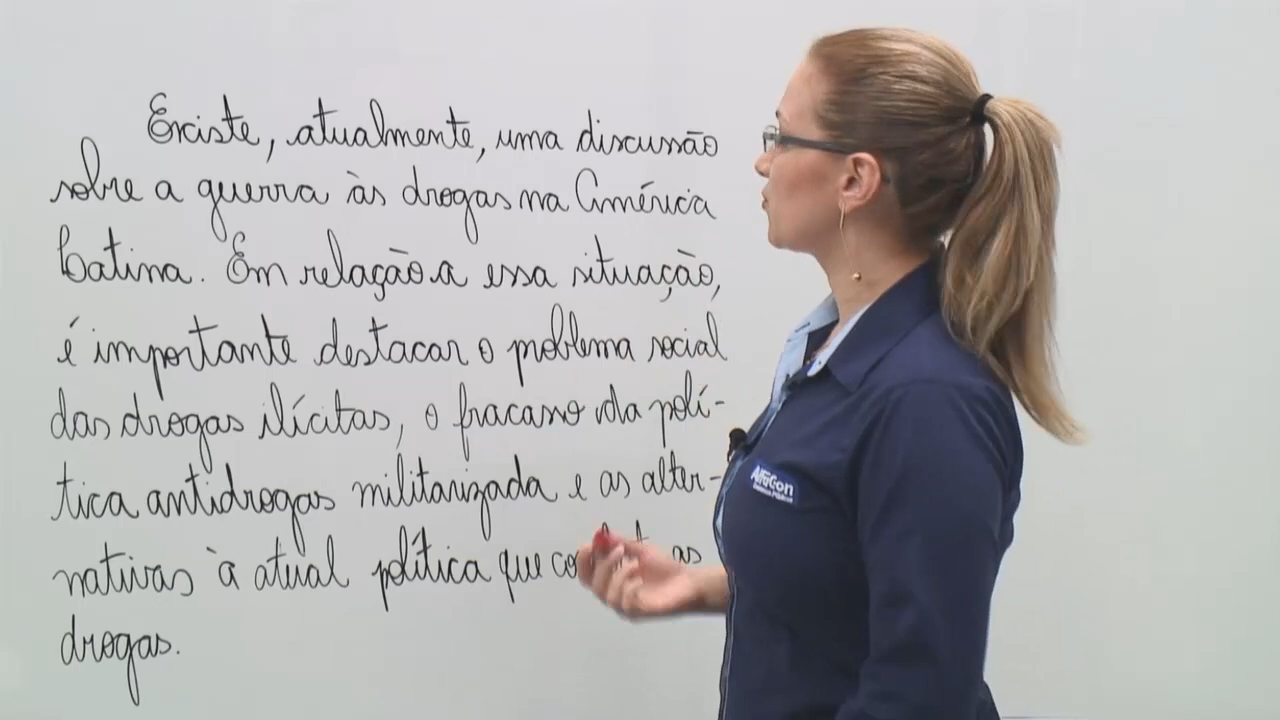 Existe, atualmente, uma discussão
sobre a guerra às drogas na América
Latina. Em relação a essa situação,
é importante destacar o problema social
das drogas ilícitas, o fracasso da polí-
tica antidrogas militarizada e as alter-
nativas à atual política que as
drogas.
AlfaCon